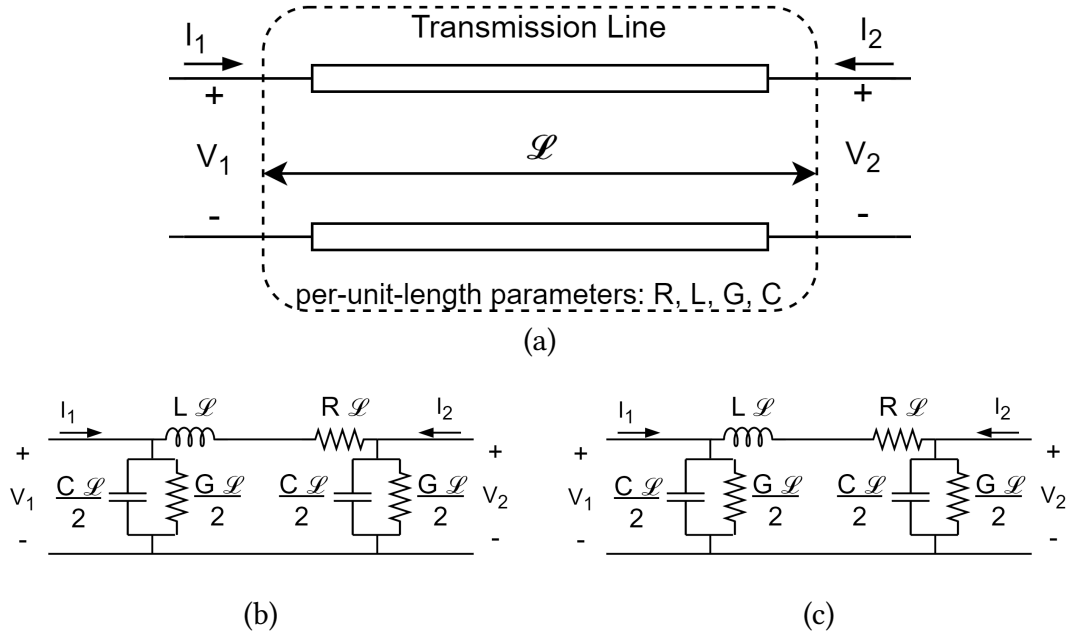 Transmission Line
I₁ I₂
+ +
V₁ ℒ V₂
- -
per-unit-length parameters: R, L, G, C
(a)
I₁ L ℒ R ℒ I₂ I₁ L ℒ R ℒ I₂
+ + + +
V₁ C ℒ/2 G ℒ/2 C ℒ/2 G ℒ/2 V₂ V₁ C ℒ/2 G ℒ/2 C ℒ/2 G ℒ/2 V₂
- - - -
(b) (c)